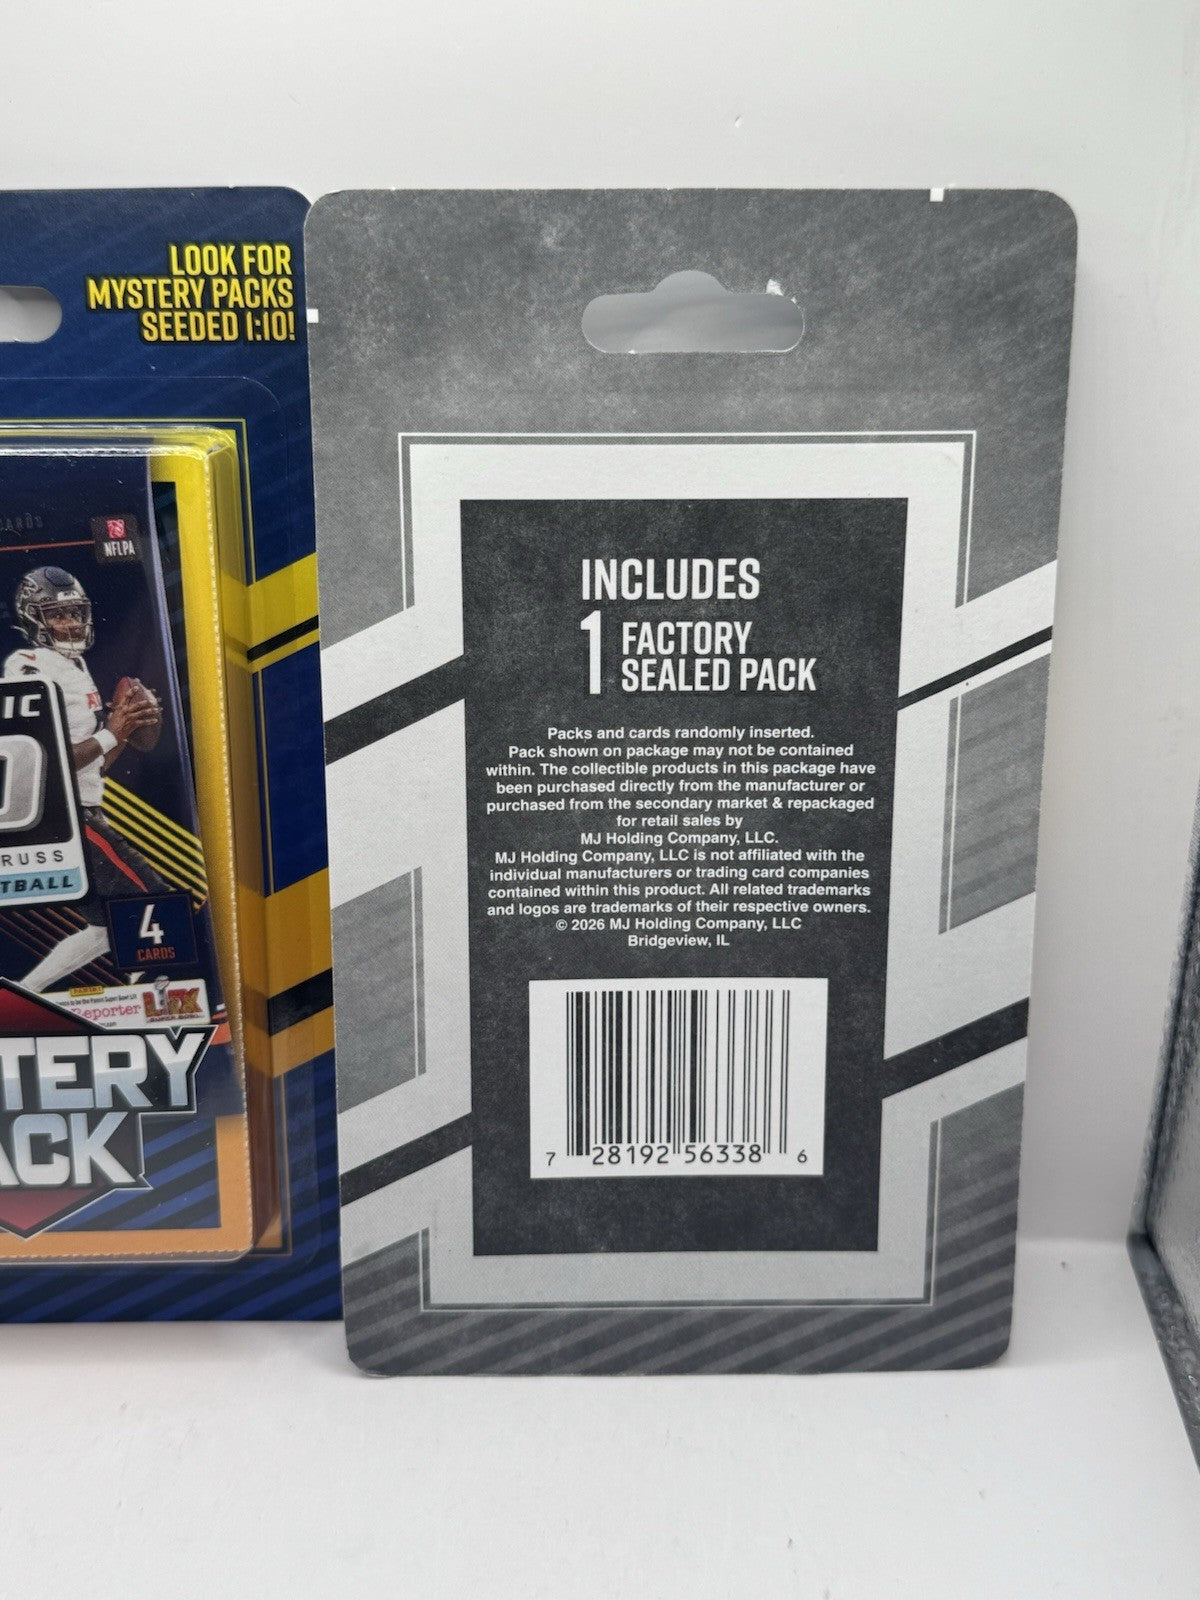 LOOK FOR
MYSTERY PACKS
SEEDED 1:10!
CARDS
NFLPA
IC
RUSS
TBALL
4
CARDS
PANINI
Reporter
SUPER BOWL
TERY
ACK
INCLUDES
1 FACTORY
SEALED PACK
Packs and cards randomly inserted.
Pack shown on package may not be contained
within. The collectible products in this package have
been purchased directly from the manufacturer or
purchased from the secondary market & repackaged
for retail sales by
MJ Holding Company, LLC.
MJ Holding Company, LLC is not affiliated with the
individual manufacturers or trading card companies
contained within this product. All related trademarks
and logos are trademarks of their respective owners.
© 2026 MJ Holding Company, LLC
Bridgeview, IL
7 28192 56338 6